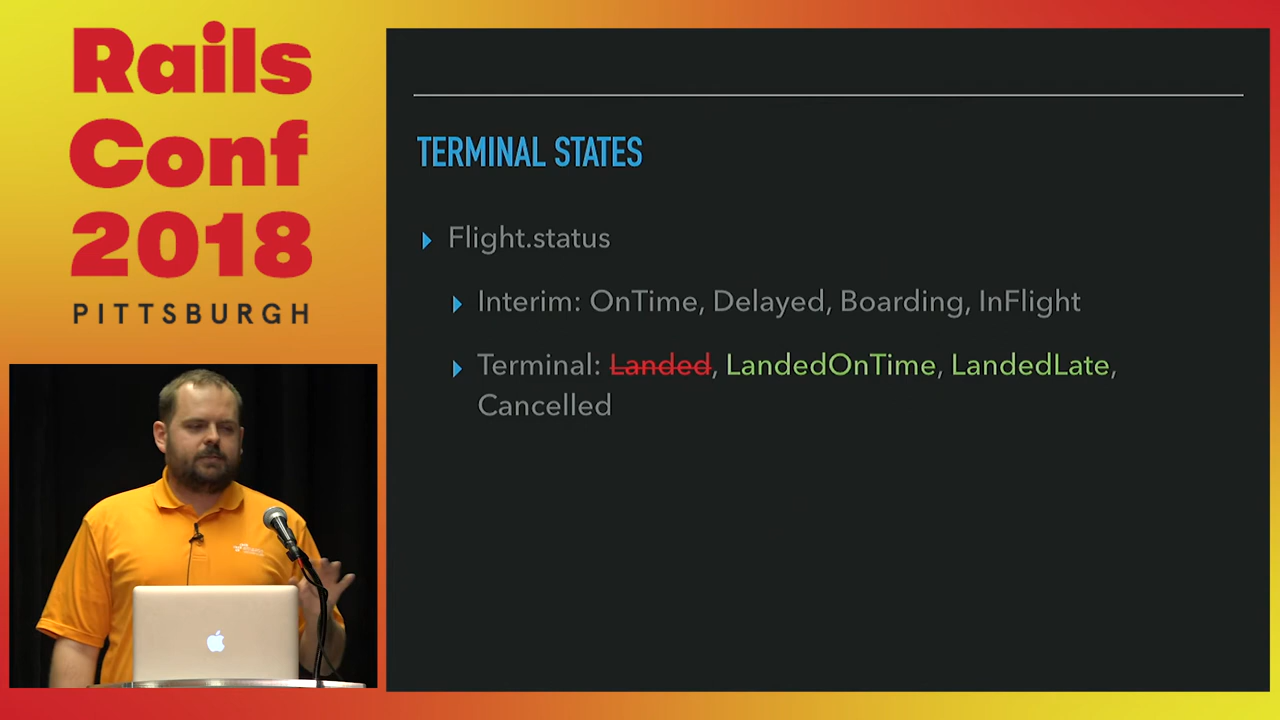 Rails
Conf
2018
PITTSBURGH
TERMINAL STATES
Flight.status
Interim: OnTime, Delayed, Boarding, InFlight
Terminal: Landed, LandedOnTime, LandedLate,
Cancelled